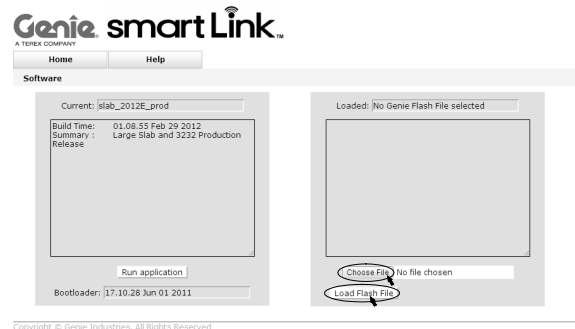 Genie. smart Link™
A TEREX COMPANY
Home Help
Software
Current: slab_2012E_prod
Build Time: 01.08.55 Feb 29 2012
Summary : Large Slab and 3232 Production
Release
Run application
Bootloader: 17.10.28 Jun 01 2011
Loaded: No Genie Flash File selected
Choose File No file chosen
Load Flash File
Copyright © Genie Industries. All Rights Reserved